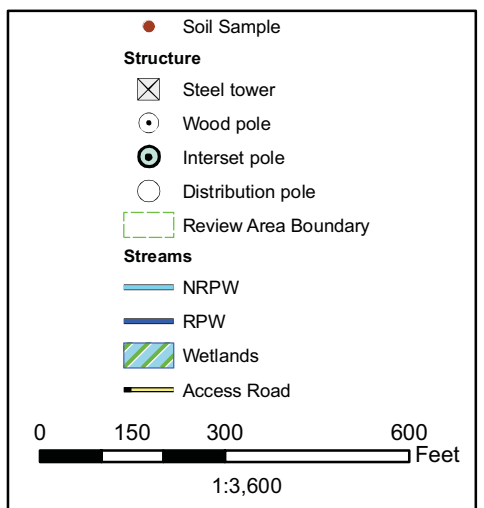 Soil Sample
Structure
Steel tower
Wood pole
Interset pole
Distribution pole
Review Area Boundary
Streams
NRPW
RPW
Wetlands
Access Road
0 150 300 600
Feet
1:3,600